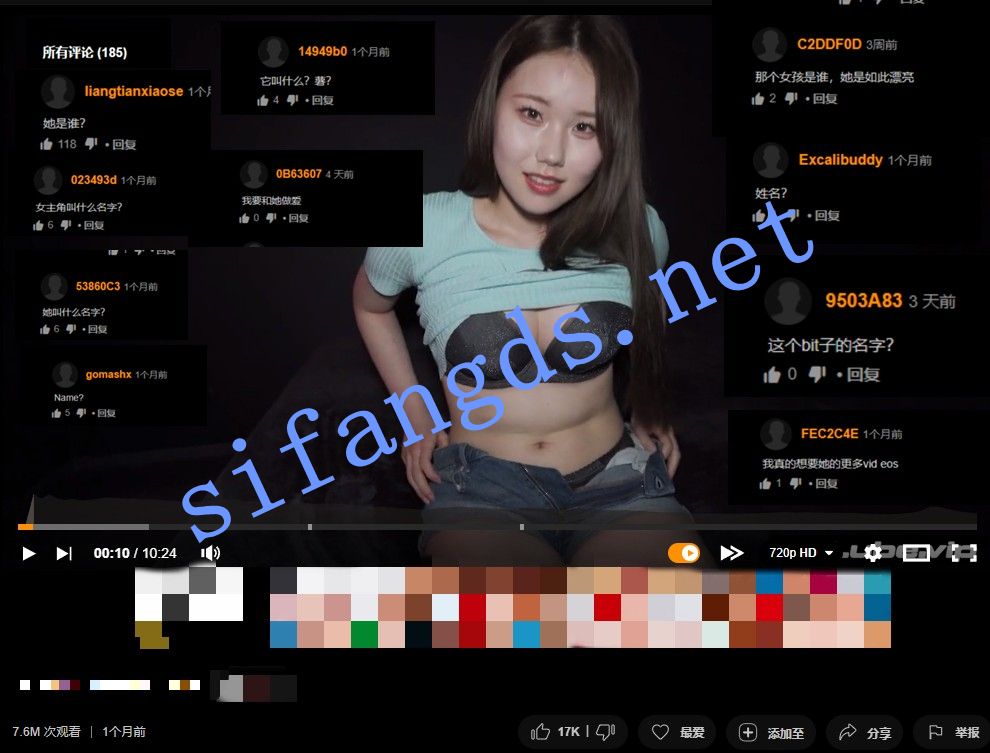 所有评论 (185)
liangtianxiaose 1个月
她是谁?
118 • 回复
023493d 1个月前
女主角叫什么名字?
6 • 回复
回复
53860C3 1个月前
她叫什么名字?
6 • 回复
gomashx 1个月前
Name?
5 • 回复
14949b0 1个月前
它叫什么? 磬?
4 • 回复
0B63607 4 天前
我要和她做爱
0 • 回复
C2DDF0D 3周前
那个女孩是谁，她是如此漂亮
2 • 回复
Excalibuddy 1个月前
姓名?
• 回复
9503A83 3 天前
这个bit子的名字?
0 • 回复
FEC2C4E 1个月前
我真的想要她的更多vid eos
1 • 回复
sifangds.net
00:10 / 10:24
720p HD
7.6M 次观看 | 1个月前
17K
最爱
添加至
分享
举报